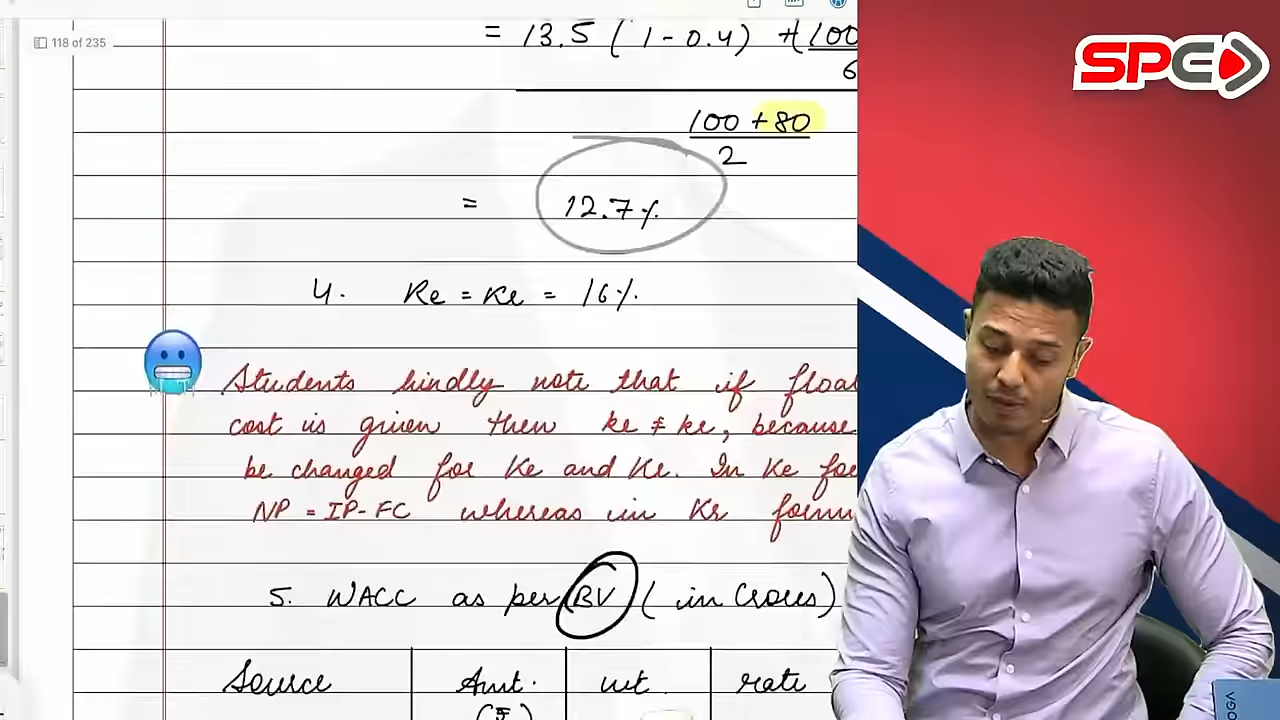 118 of 235
= 13.5 ( 1 - 0.4) + (100
6
100 + 80
2
= 12.7%
4. Re = Ke = 16%.
Students kindly note that if float
cost is given then ke ≠ kr, because
be changed for Ke and Kr. In Ke for
NP = IP - FC whereas in Kr formu
5. WACC as per BV ( in Crores)
Source Amt. wt. rate
(₹)
SPC